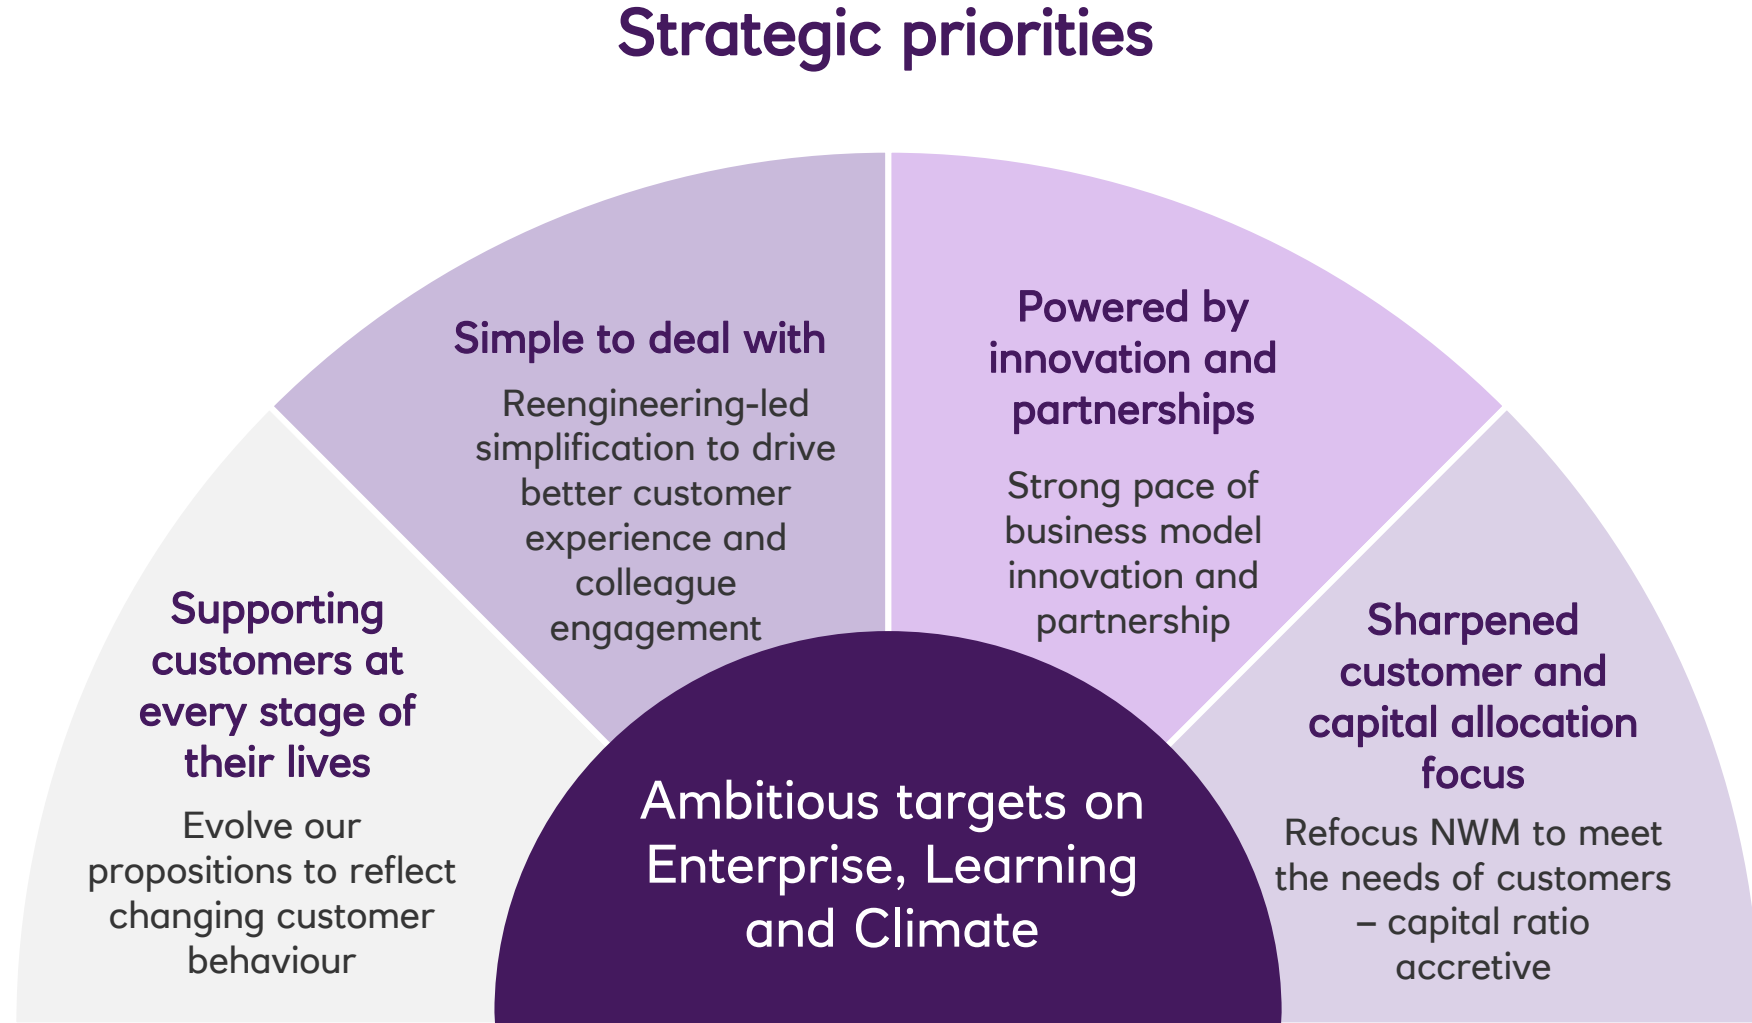 Strategic priorities
Supporting
customers at
every stage of
their lives
Evolve our
propositions to reflect
changing customer
behaviour
Simple to deal with
Reengineering-led
simplification to drive
better customer
experience and
colleague
engagement
Powered by
innovation and
partnerships
Strong pace of
business model
innovation and
partnership
Sharpened
customer and
capital allocation
focus
Refocus NWM to meet
the needs of customers
– capital ratio
accretive
Ambitious targets on
Enterprise, Learning
and Climate